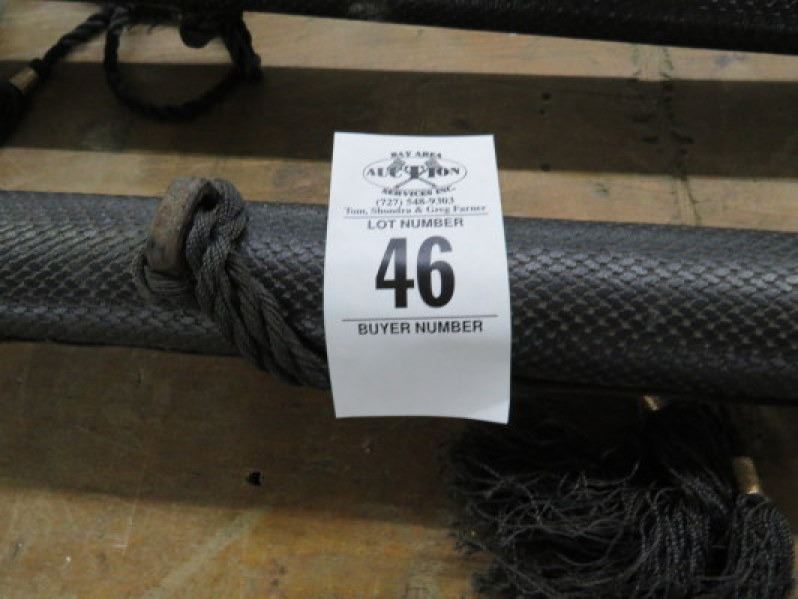 BAY AREA
AUCTION
SERVICES INC.
(727) 548-9303
Tom, Shondra & Greg Farner
LOT NUMBER
46
BUYER NUMBER